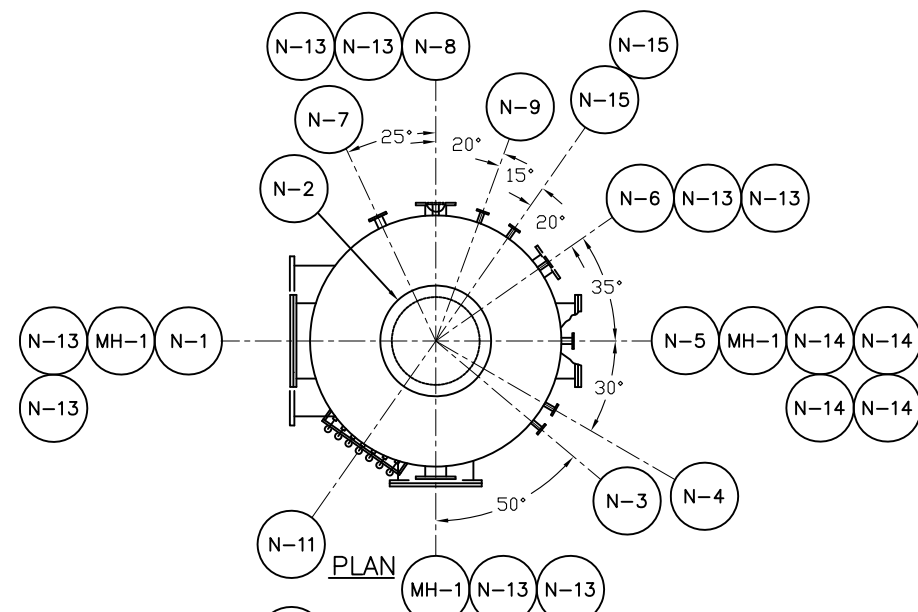 N-13 N-13 N-8
N-15
N-15
N-9
N-7
25°
20°
15°
N-2
20°
N-6 N-13 N-13
35°
N-13 MH-1 N-1
N-5 MH-1 N-14 N-14
30°
N-13
N-14 N-14
50°
N-3
N-4
N-11
PLAN
MH-1 N-13 N-13